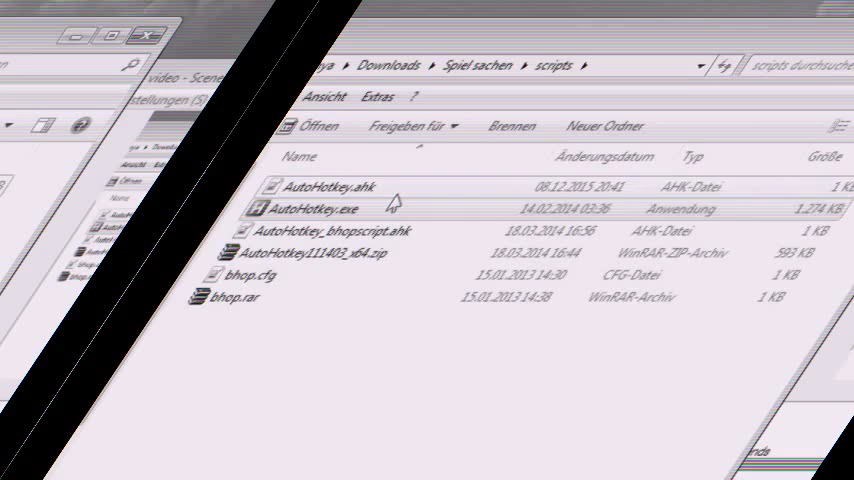 Downloads Spiel sachen scripts scripts durchsuche
video - Scene
stellungen (S)
Ansicht Extras ?
Öffnen Freigeben für Brennen Neuer Ordner
Name Änderungsdatum Typ Größe
AutoHotkey.ahk 08.12.2015 20:41 AHK-Datei 1 KB
AutoHotkey.exe 14.02.2014 03:36 Anwendung 1.274 KB
AutoHotkey_bhopscript.ahk 18.03.2014 16:56 AHK-Datei 1 KB
AutoHotkey111403_x64.zip 18.03.2014 16:44 WinRAR-ZIP-Archiv 593 KB
bhop.cfg 15.01.2013 14:30 CFG-Datei 1 KB
bhop.rar 15.01.2013 14:38 WinRAR-Archiv 1 KB